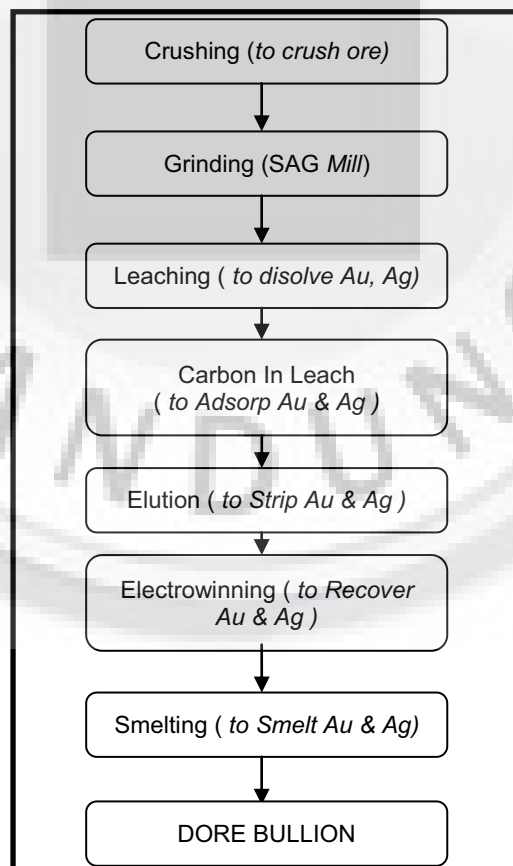 Crushing (to crush ore)
Grinding (SAG Mill)
Leaching ( to disolve Au, Ag)
Carbon In Leach
( to Adsorp Au & Ag )
Elution ( to Strip Au & Ag )
Electrowinning ( to Recover
Au & Ag )
Smelting ( to Smelt Au & Ag)
DORE BULLION